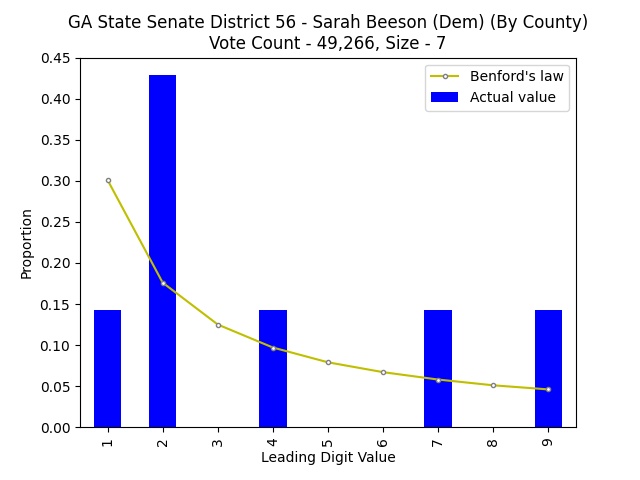 GA State Senate District 56 - Sarah Beeson (Dem) (By County)
Vote Count - 49,266, Size - 7
Benford's law
Actual value
0.45
0.40
0.35
0.30
0.25
0.20
0.15
0.10
0.05
0.00
Proportion
1 2 3 4 5 6 7 8 9
Leading Digit Value